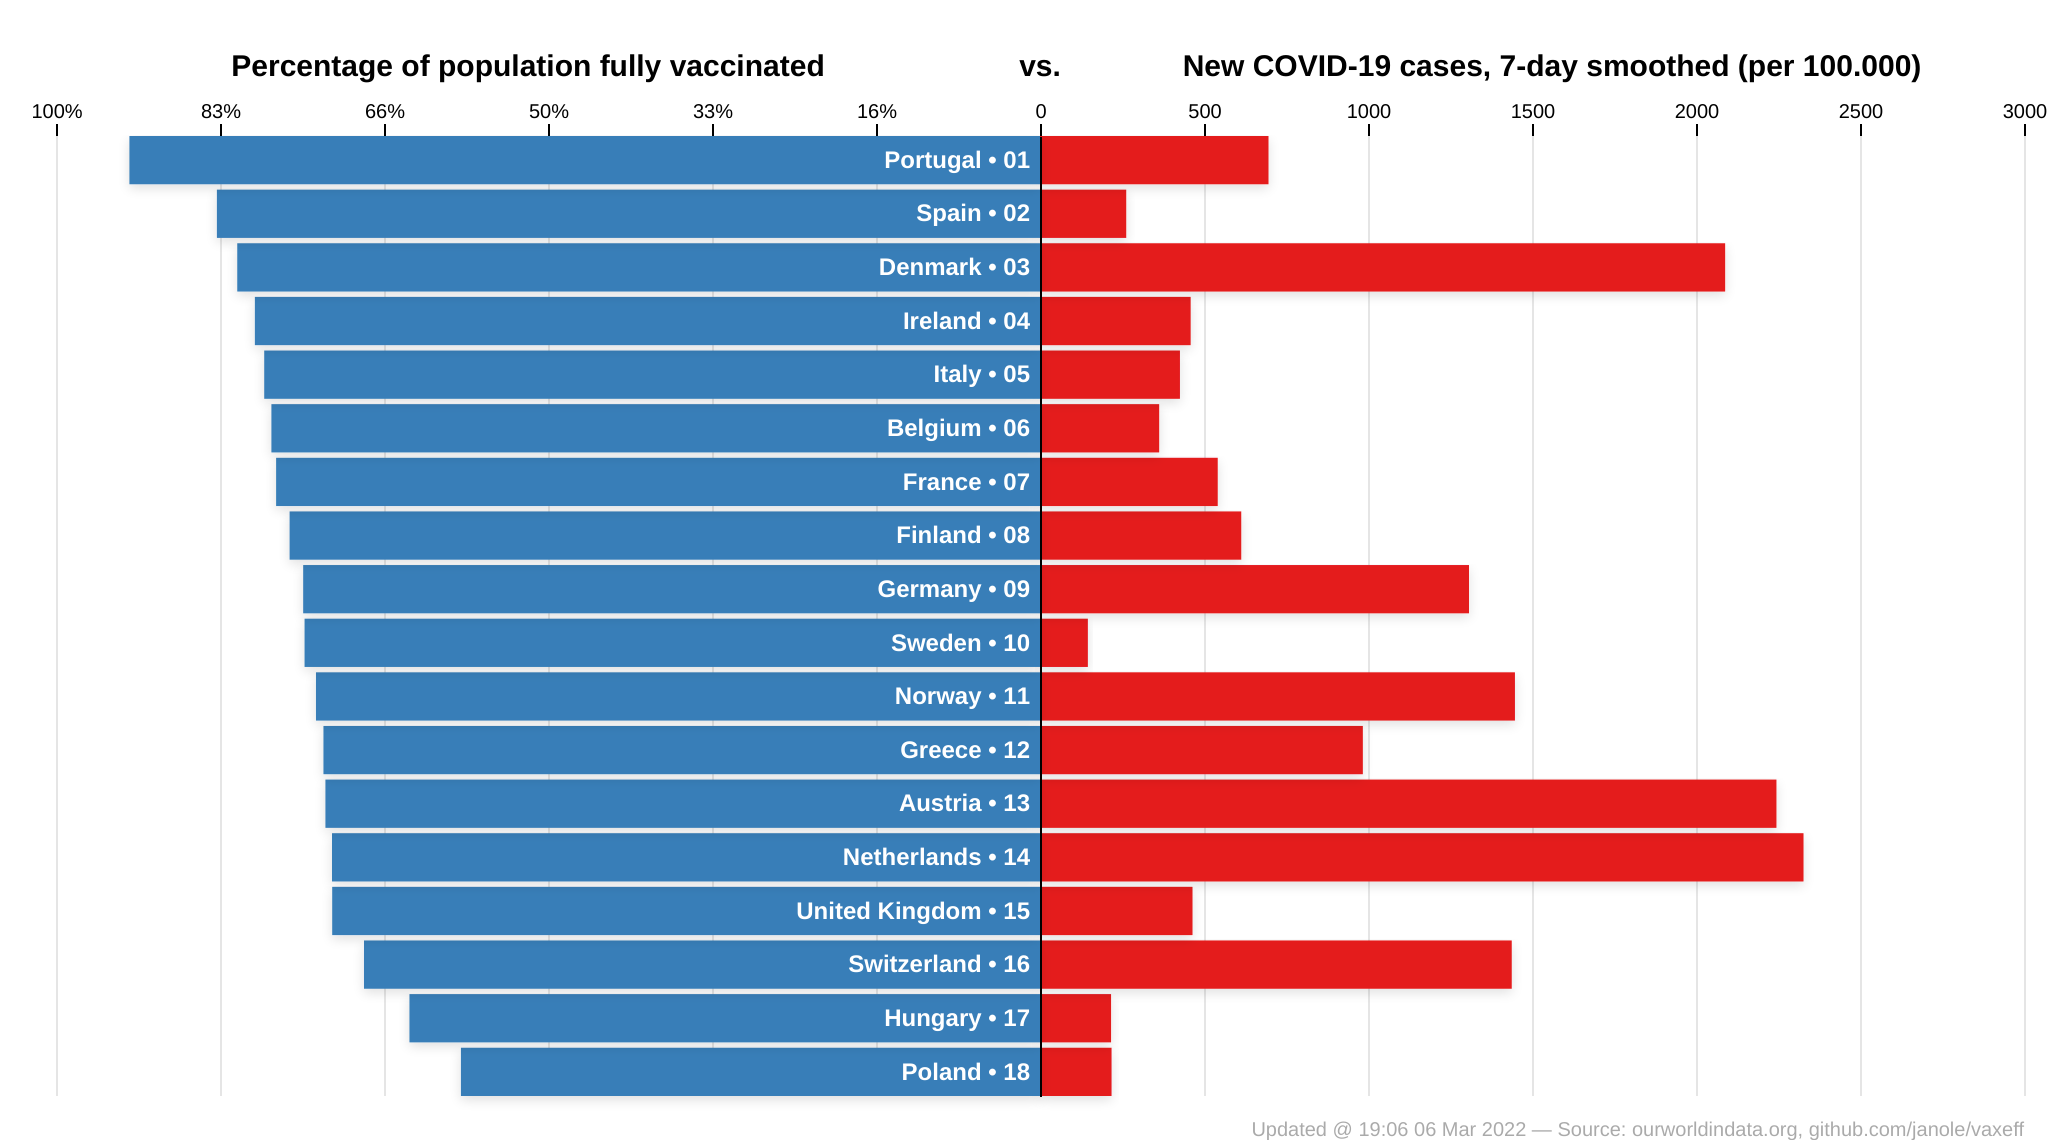 Percentage of population fully vaccinated vs. New COVID-19 cases, 7-day smoothed (per 100.000)
100% 83% 66% 50% 33% 16% 0 500 1000 1500 2000 2500 3000
Portugal • 01
Spain • 02
Denmark • 03
Ireland • 04
Italy • 05
Belgium • 06
France • 07
Finland • 08
Germany • 09
Sweden • 10
Norway • 11
Greece • 12
Austria • 13
Netherlands • 14
United Kingdom • 15
Switzerland • 16
Hungary • 17
Poland • 18
Updated @ 19:06 06 Mar 2022 — Source: ourworldindata.org, github.com/janole/vaxeff